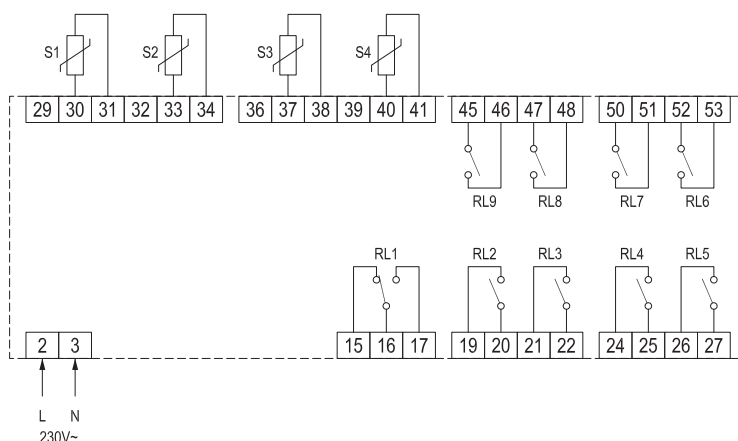 S1 S2 S3 S4
29 30 31 32 33 34 36 37 38 39 40 41 45 46 47 48 50 51 52 53
RL9 RL8 RL7 RL6
RL1 RL2 RL3 RL4 RL5
2 3 15 16 17 19 20 21 22 24 25 26 27
L N
230V~